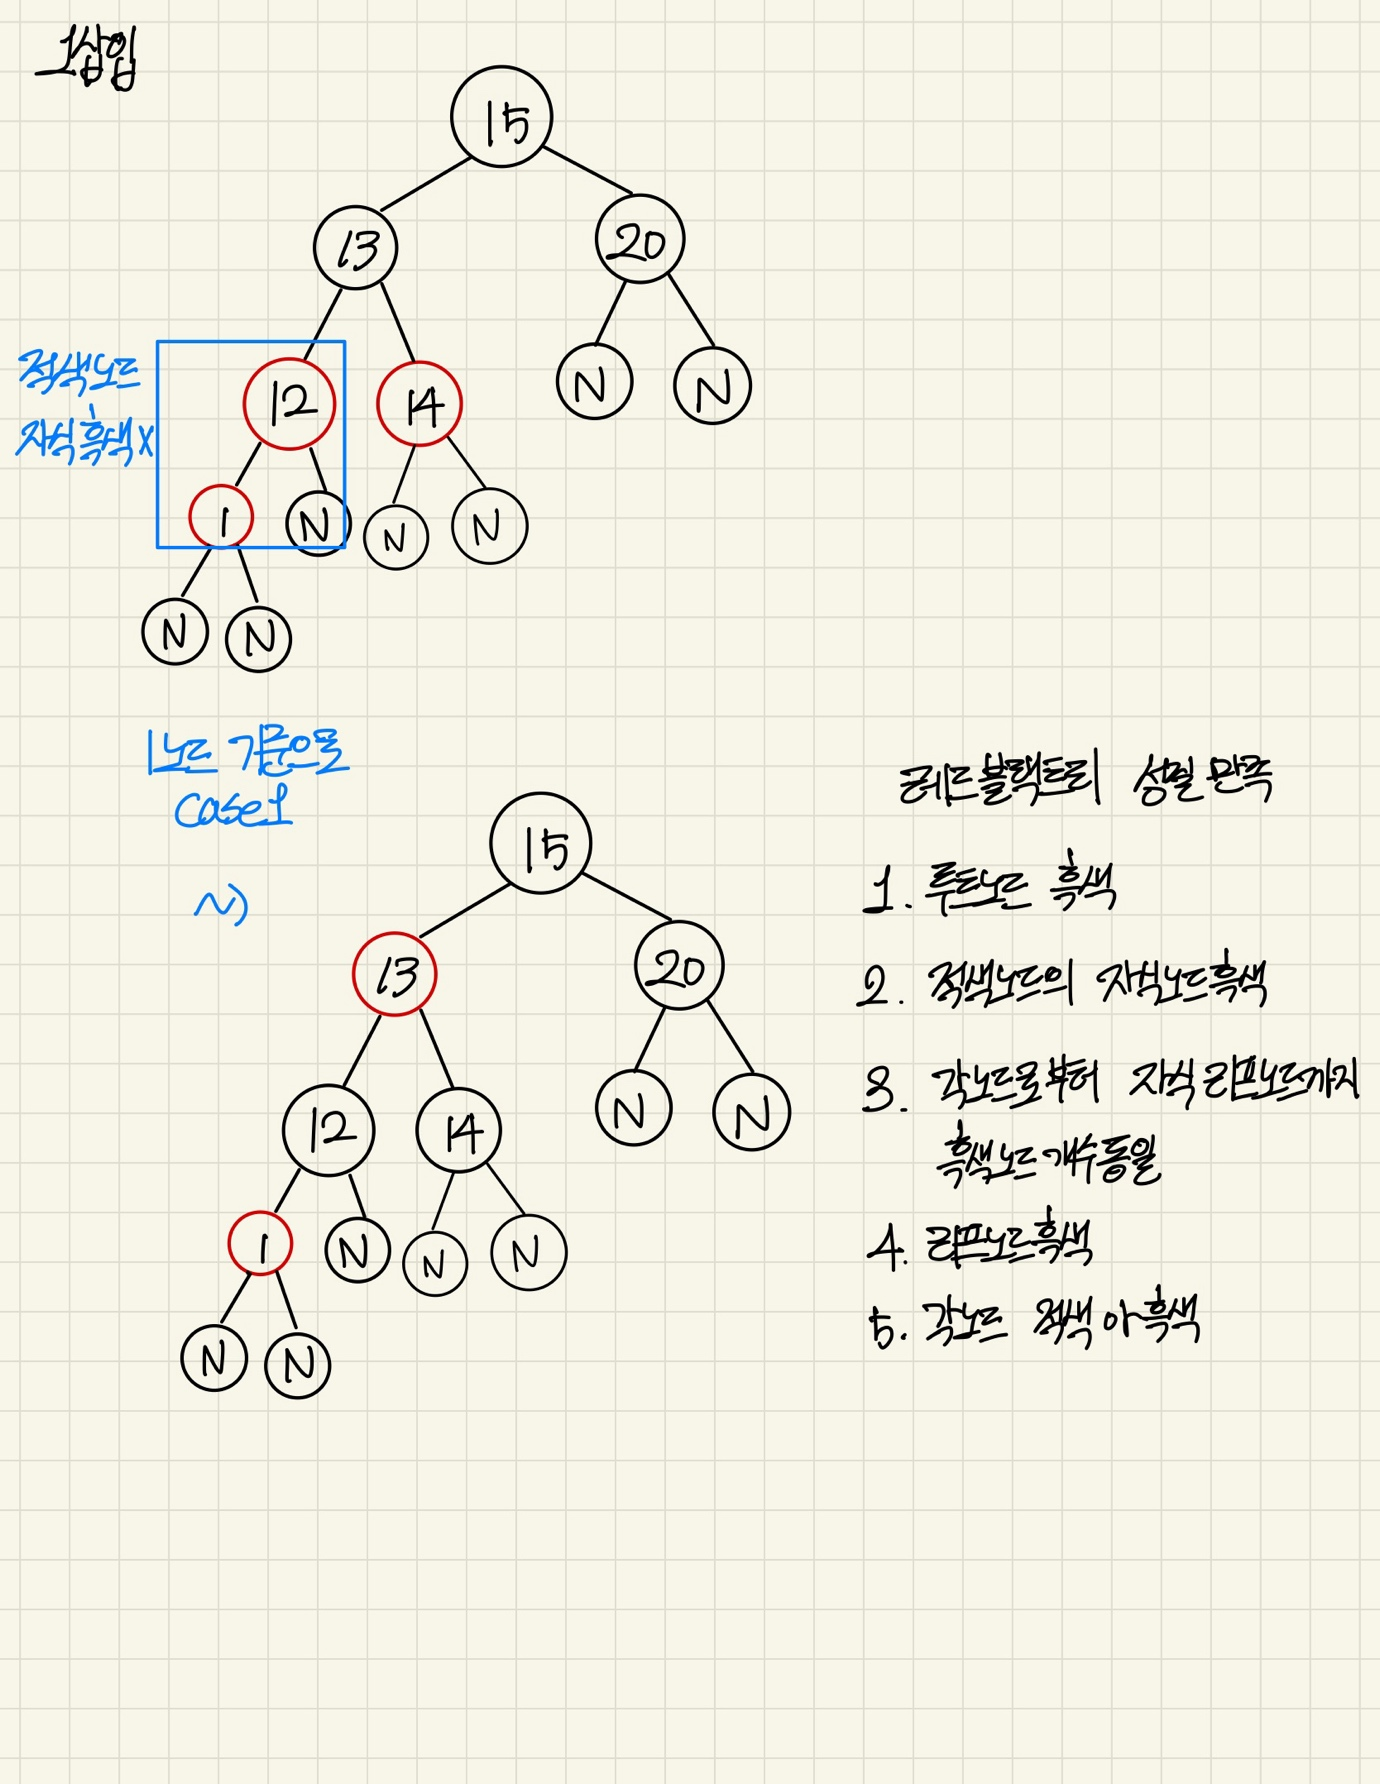 1삽입
15
13
20
12
14
N
N
적색노드
자식 흑색X
1
N
N
N
N
N
1노드 기준으로
case1
~)
15
13
20
12
14
N
N
1
N
N
N
N
N
레드블랙트리 성질 만족
1. 루트노드 흑색
2. 적색노드의 자식노드흑색
3. 각노드로부터 자식리프노드까지
흑색노드 개수동일
4. 리프노드흑색
5. 각노드 적색 아 흑색